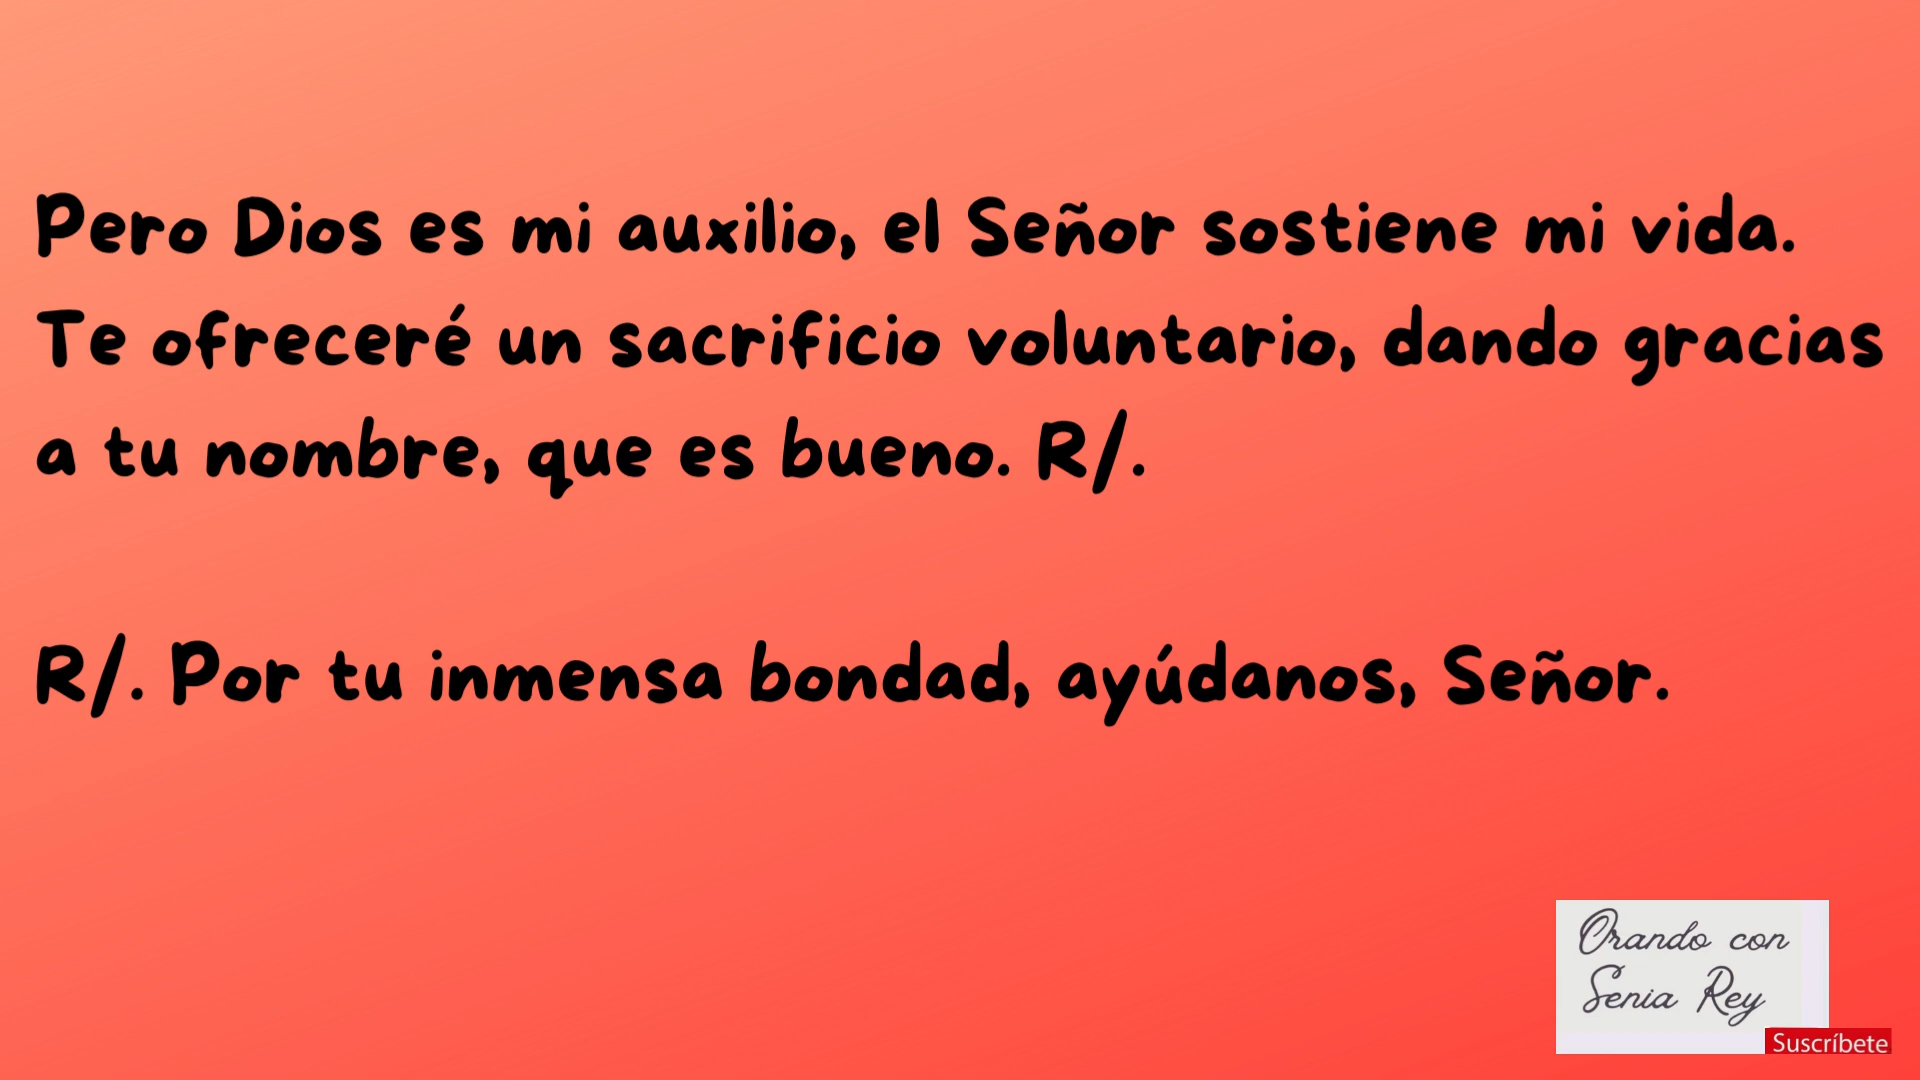 Pero Dios es mi auxilio, el Señor sostiene mi vida.
Te ofreceré un sacrificio voluntario, dando gracias
a tu nombre, que es bueno. R/.
R/. Por tu inmensa bondad, ayúdanos, Señor.
Orando con
Senia Rey
Suscríbete